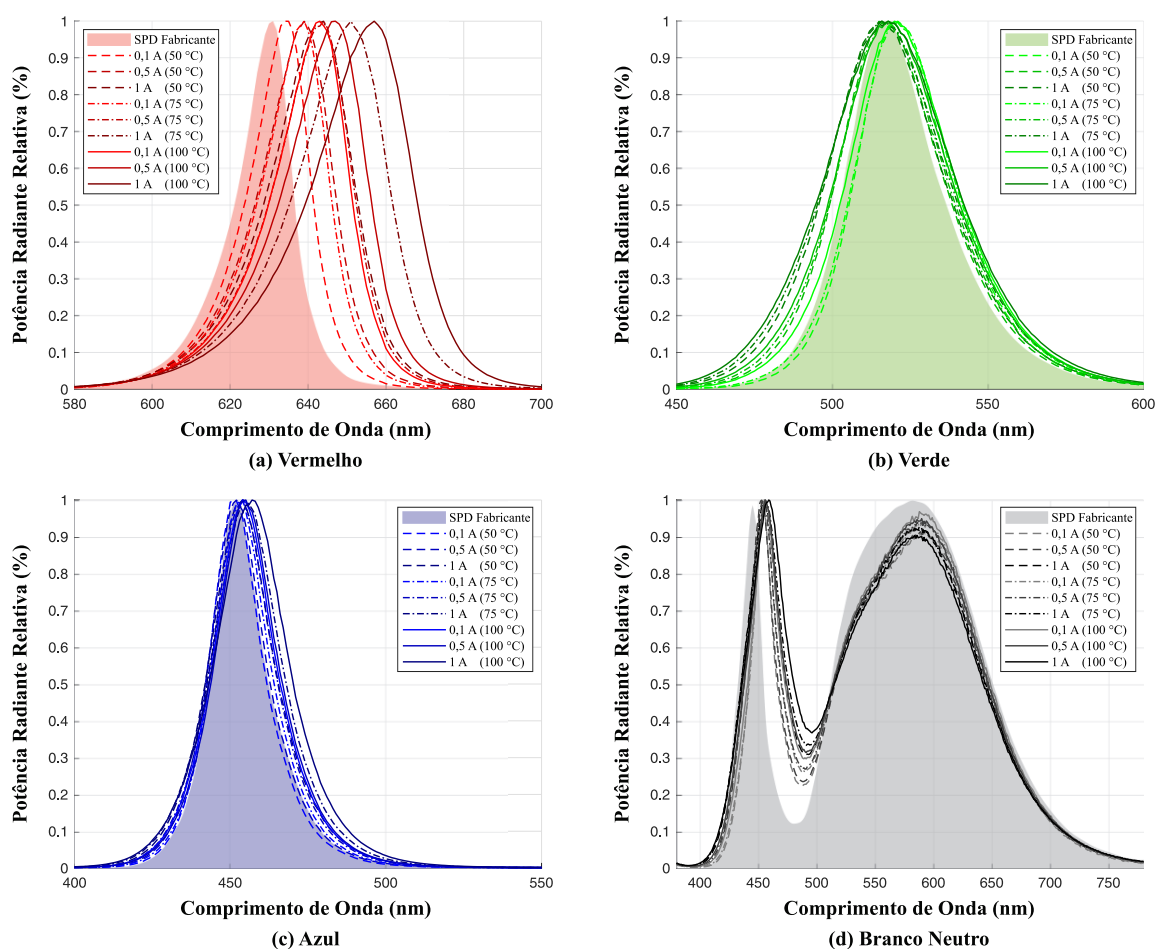 Potência Radiante Relativa (%)
1
0.9
0.8
0.7
0.6
0.5
0.4
0.3
0.2
0.1
0
SPD Fabricante
0,1 A (50 °C)
0,5 A (50 °C)
1 A (50 °C)
0,1 A (75 °C)
0,5 A (75 °C)
1 A (75 °C)
0,1 A (100 °C)
0,5 A (100 °C)
1 A (100 °C)
580 600 620 640 660 680 700
Comprimento de Onda (nm)
(a) Vermelho
Potência Radiante Relativa (%)
1
0.9
0.8
0.7
0.6
0.5
0.4
0.3
0.2
0.1
0
SPD Fabricante
0,1 A (50 °C)
0,5 A (50 °C)
1 A (50 °C)
0,1 A (75 °C)
0,5 A (75 °C)
1 A (75 °C)
0,1 A (100 °C)
0,5 A (100 °C)
1 A (100 °C)
450 500 550 600
Comprimento de Onda (nm)
(b) Verde
Potência Radiante Relativa (%)
1
0.9
0.8
0.7
0.6
0.5
0.4
0.3
0.2
0.1
0
SPD Fabricante
0,1 A (50 °C)
0,5 A (50 °C)
1 A (50 °C)
0,1 A (75 °C)
0,5 A (75 °C)
1 A (75 °C)
0,1 A (100 °C)
0,5 A (100 °C)
1 A (100 °C)
400 450 500 550
Comprimento de Onda (nm)
(c) Azul
Potência Radiante Relativa (%)
1
0.9
0.8
0.7
0.6
0.5
0.4
0.3
0.2
0.1
0
SPD Fabricante
0,1 A (50 °C)
0,5 A (50 °C)
1 A (50 °C)
0,1 A (75 °C)
0,5 A (75 °C)
1 A (75 °C)
0,1 A (100 °C)
0,5 A (100 °C)
1 A (100 °C)
400 450 500 550 600 650 700 750
Comprimento de Onda (nm)
(d) Branco Neutro